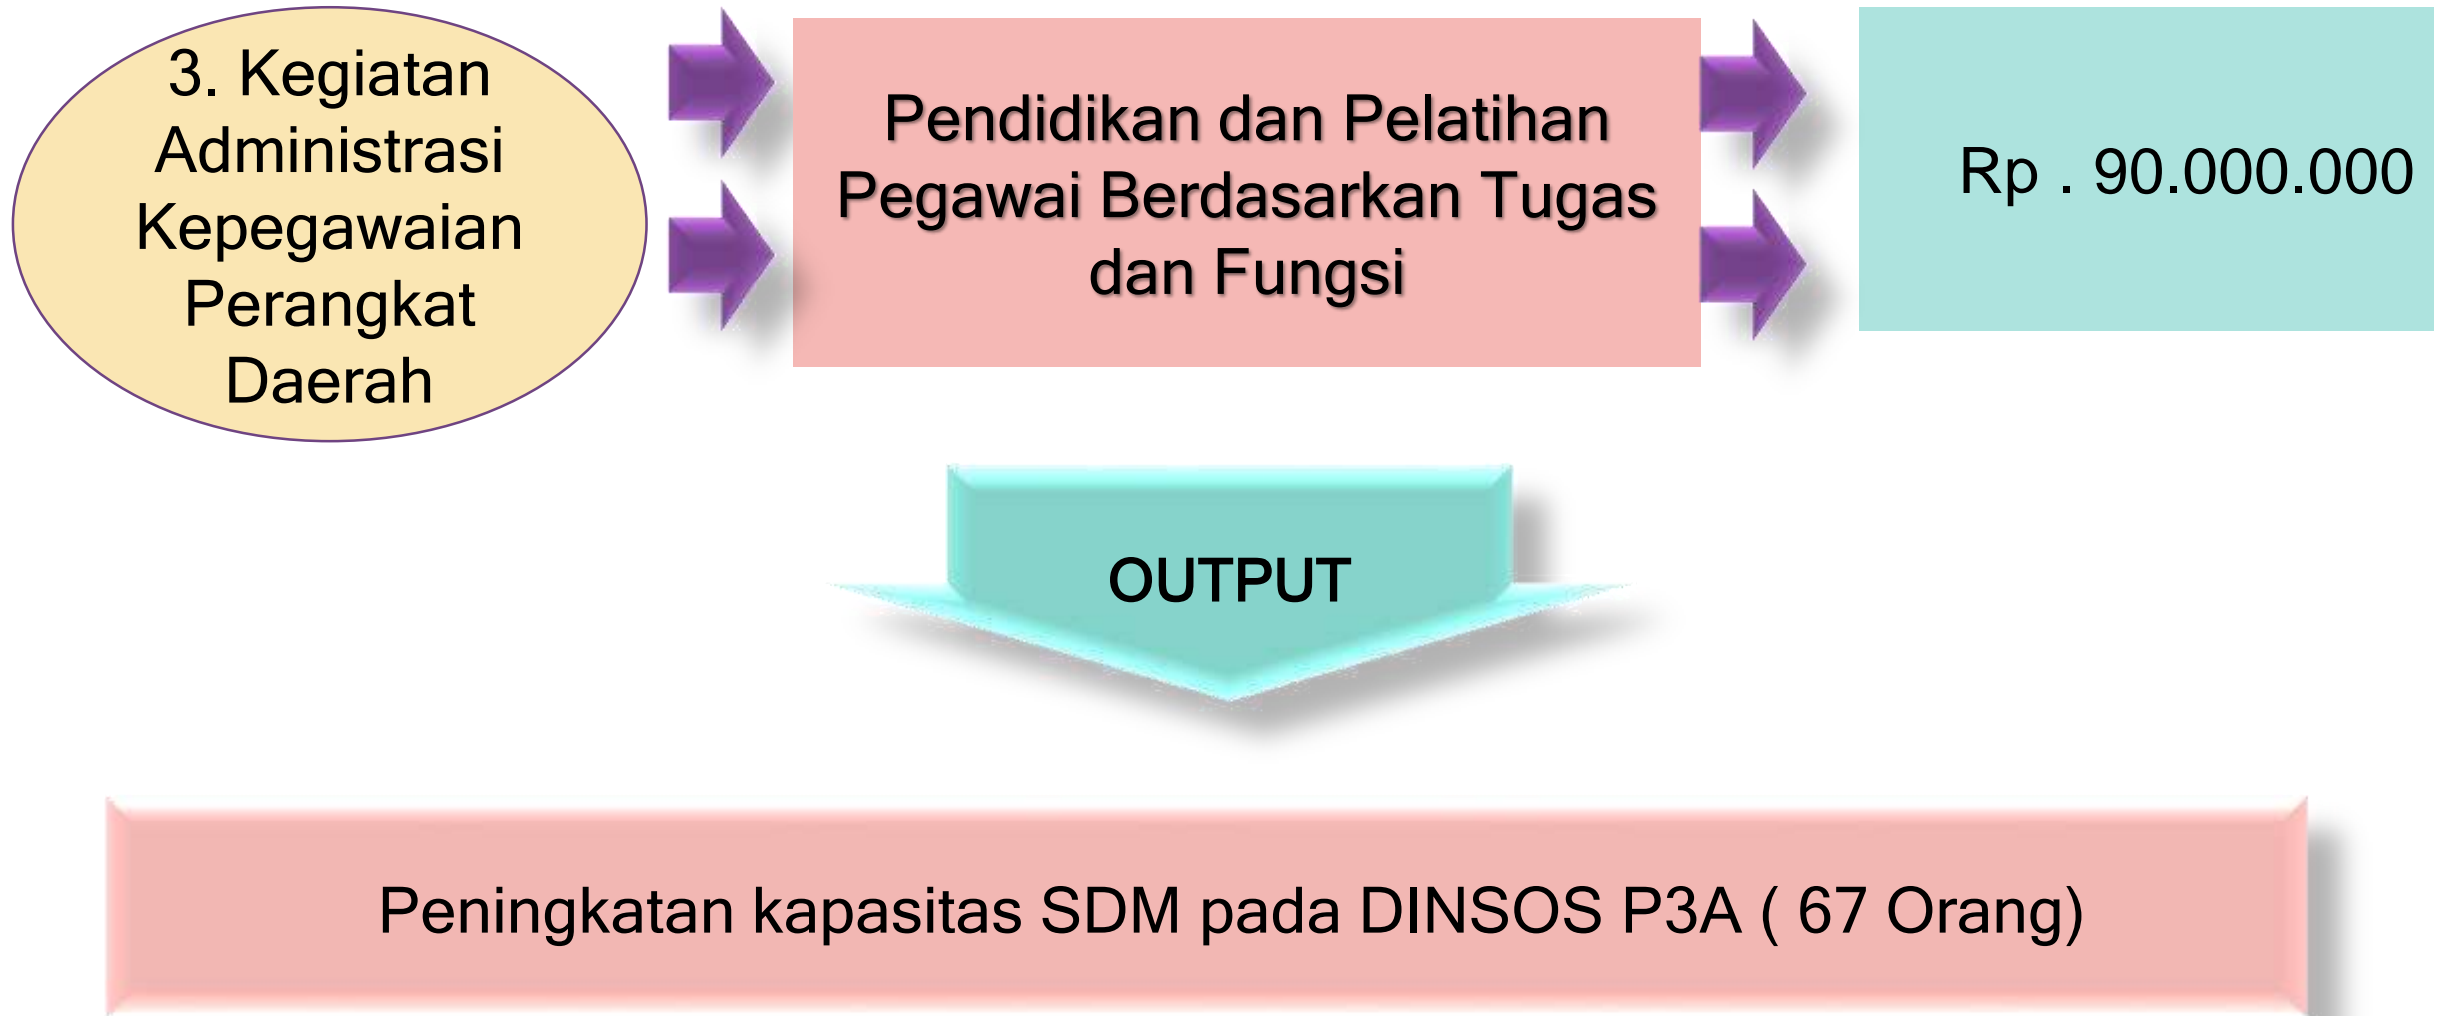 3. Kegiatan
Administrasi
Kepegawaian
Perangkat
Daerah
Pendidikan dan Pelatihan
Pegawai Berdasarkan Tugas
dan Fungsi
Rp . 90.000.000
OUTPUT
Peningkatan kapasitas SDM pada DINSOS P3A ( 67 Orang)